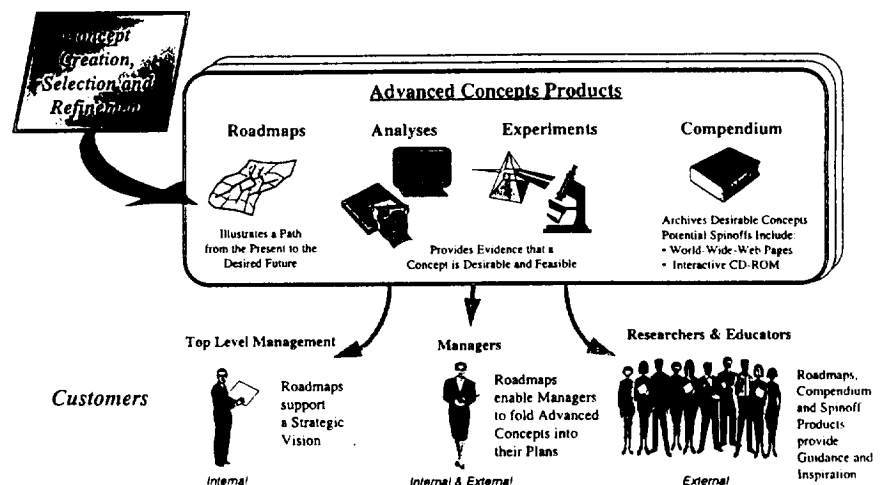 Concept
Creation,
Selection and
Refinement
Advanced Concepts Products
Roadmaps
Analyses
Experiments
Compendium
Illustrates a Path
from the Present to the
Desired Future
Provides Evidence that a
Concept is Desirable and Feasible
Archives Desirable Concepts
Potential Spinoffs Include:
• World-Wide-Web Pages
• Interactive CD-ROM
Customers
Top Level Management
Roadmaps
support
a Strategic
Vision
Internal
Managers
Roadmaps
enable Managers
to fold Advanced
Concepts into
their Plans
Internal & External
Researchers & Educators
Roadmaps,
Compendium
and Spinoff
Products
provide
Guidance and
Inspiration
External